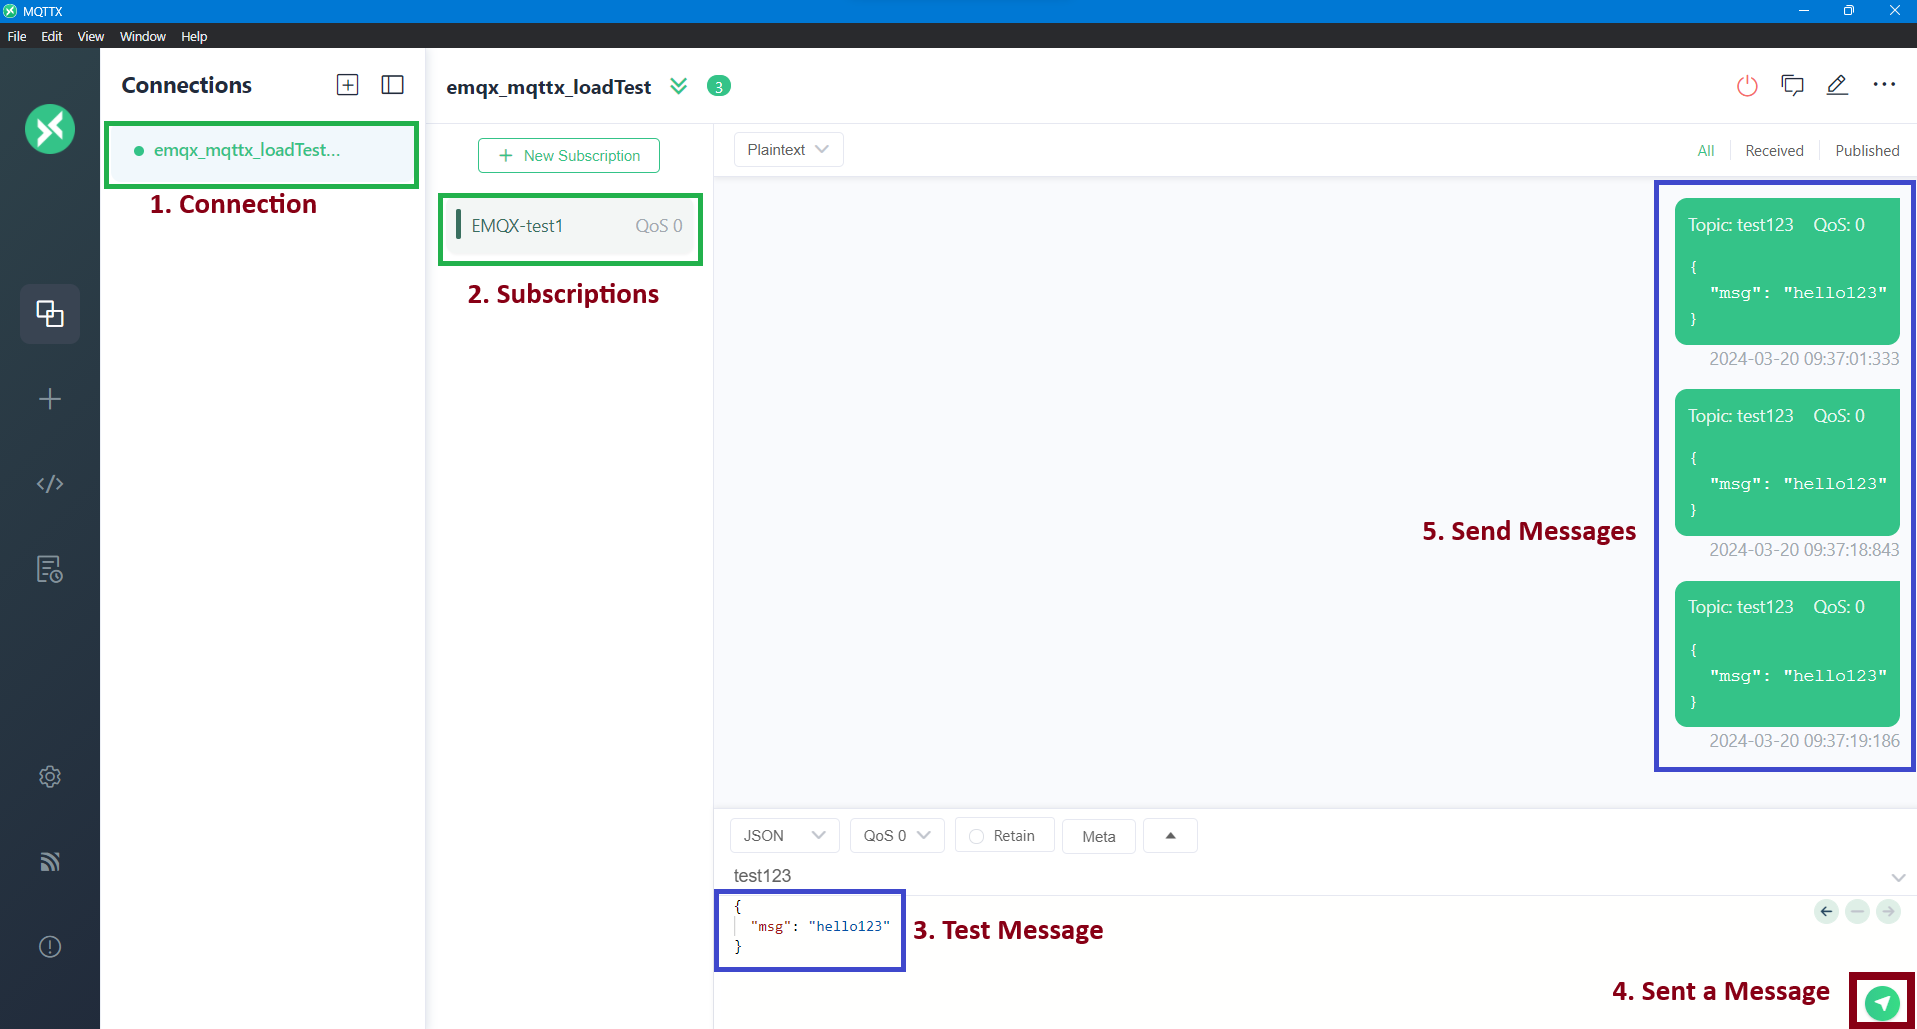 MQTTX
File Edit View Window Help
Connections
emqx_mqttx_loadTest...
1. Connection
emqx_mqttx_loadTest 3
New Subscription
EMQX-test1 QoS 0
2. Subscriptions
Plaintext
All Received Published
Topic: test123 QoS: 0
{
"msg": "hello123"
}
2024-03-20 09:37:01:333
Topic: test123 QoS: 0
{
"msg": "hello123"
}
2024-03-20 09:37:18:843
5. Send Messages
Topic: test123 QoS: 0
{
"msg": "hello123"
}
2024-03-20 09:37:19:186
JSON QoS 0 Retain Meta
test123
{
"msg": "hello123"
}
3. Test Message
4. Sent a Message